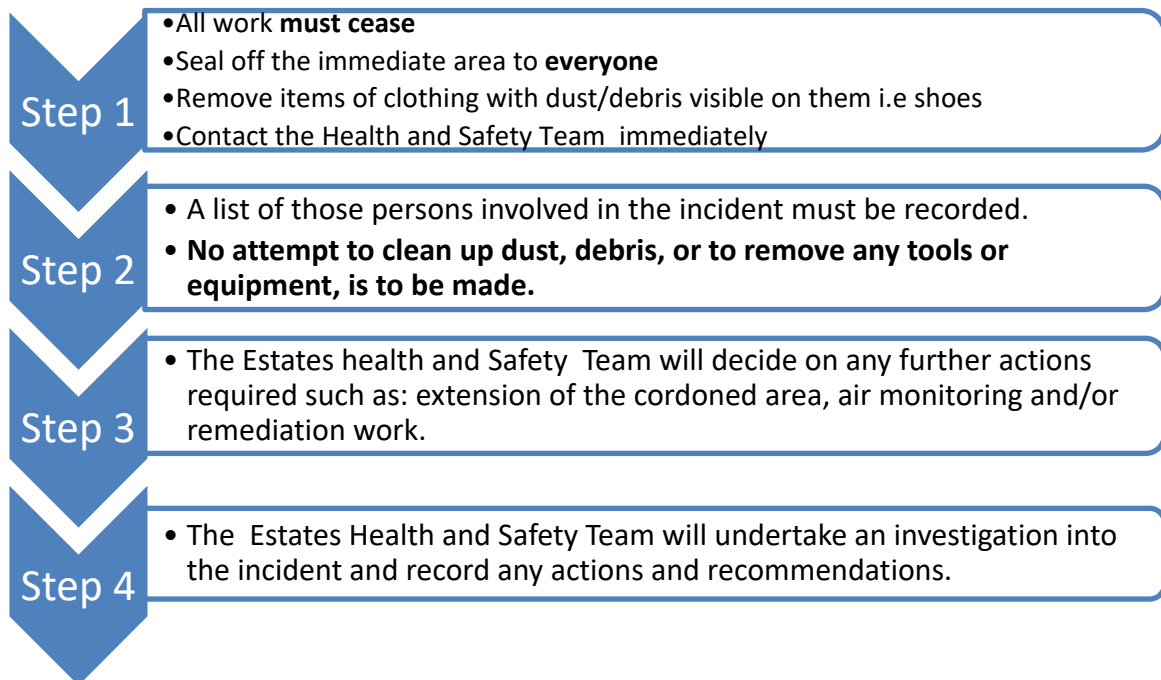 Step 1
•All work must cease
•Seal off the immediate area to everyone
•Remove items of clothing with dust/debris visible on them i.e shoes
•Contact the Health and Safety Team  immediately
Step 2
• A list of those persons involved in the incident must be recorded.
• No attempt to clean up dust, debris, or to remove any tools or
equipment, is to be made.
Step 3
• The Estates health and Safety  Team will decide on any further actions
required such as: extension of the cordoned area, air monitoring and/or
remediation work.
Step 4
• The  Estates Health and Safety Team will undertake an investigation into
the incident and record any actions and recommendations.